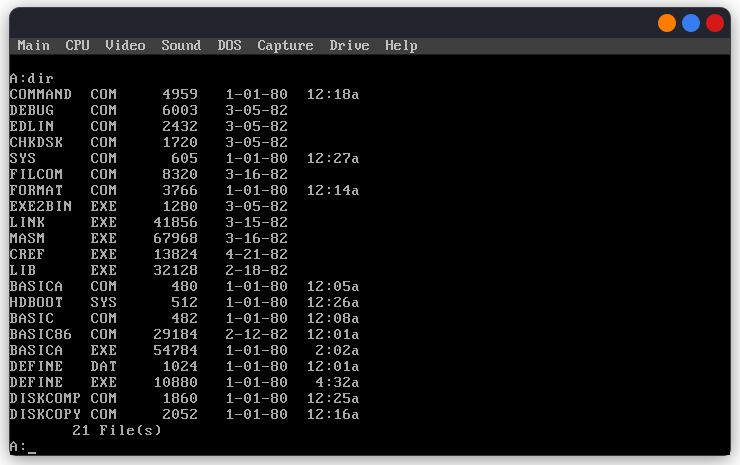 Main CPU Video Sound DOS Capture Drive Help
A:dir
COMMAND  COM     4959   1-01-80  12:18a
DEBUG    COM     6003   3-05-82
EDLIN    COM     2432   3-05-82
CHKDSK   COM     1720   3-05-82
SYS      COM      605   1-01-80  12:27a
FILCOM   COM     8320   3-16-82
FORMAT   COM     3766   1-01-80  12:14a
EXE2BIN  EXE     1280   3-05-82
LINK     EXE    41856   3-15-82
MASM     EXE    67968   3-16-82
CREF     EXE    13824   4-21-82
LIB      EXE    32128   2-18-82
BASICA   COM      480   1-01-80  12:05a
HDBOOT   SYS      512   1-01-80  12:26a
BASIC    COM      482   1-01-80  12:08a
BASIC86  COM    29184   2-12-82  12:01a
BASICA   EXE    54784   1-01-80   2:02a
DEFINE   DAT     1024   1-01-80  12:01a
DEFINE   EXE    10880   1-01-80   4:32a
DISKCOMP COM     1860   1-01-80  12:25a
DISKCOPY COM     2052   1-01-80  12:16a
       21 File(s)
A:_